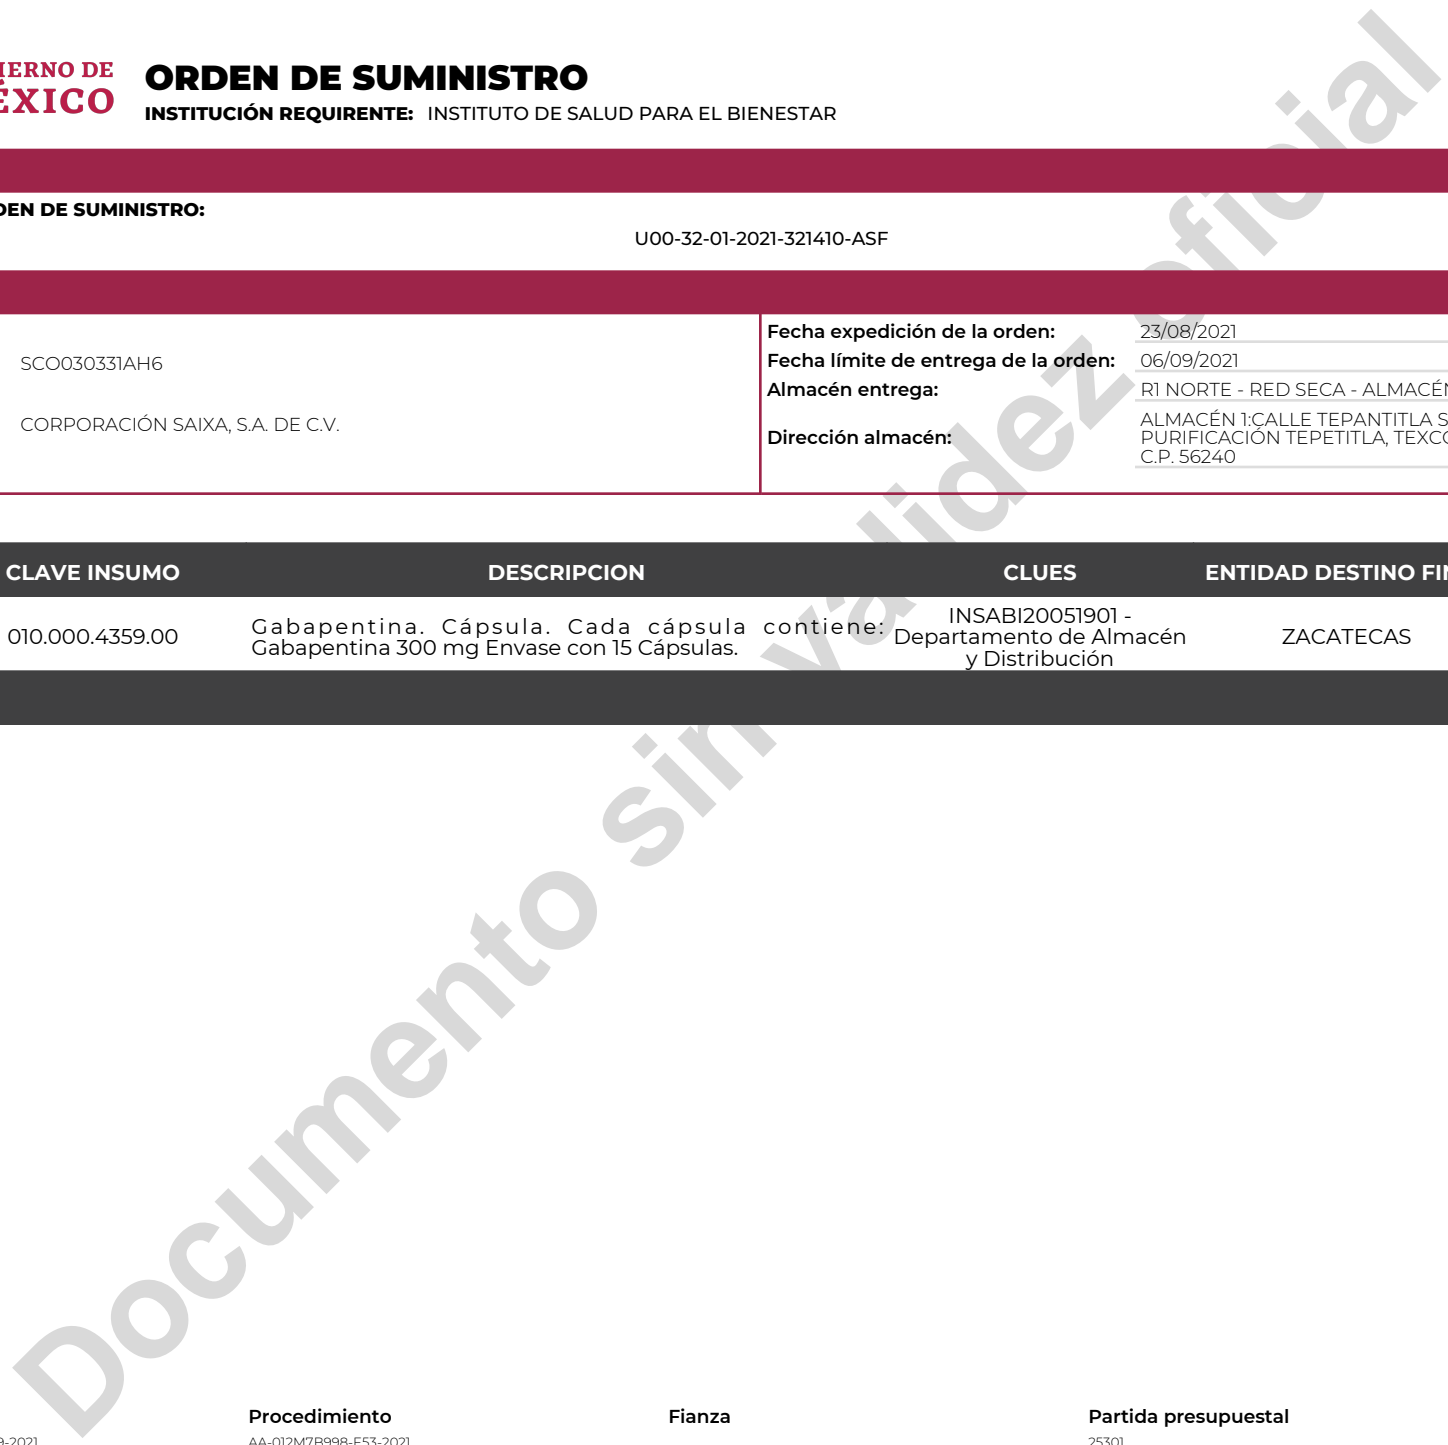 IERNO DE
ÉXICO
ORDEN DE SUMINISTRO
INSTITUCIÓN REQUIRENTE: INSTITUTO DE SALUD PARA EL BIENESTAR
DEN DE SUMINISTRO:
U00-32-01-2021-321410-ASF
SCO030331AH6
CORPORACIÓN SAIXA, S.A. DE C.V.
Fecha expedición de la orden: 23/08/2021
Fecha límite de entrega de la orden: 06/09/2021
Almacén entrega: R1 NORTE - RED SECA - ALMACÉN
Dirección almacén: ALMACÉN 1:CALLE TEPANTITLA S
PURIFICACIÓN TEPETITLA, TEXCO
C.P. 56240
CLAVE INSUMO DESCRIPCION CLUES ENTIDAD DESTINO FIN
010.000.4359.00
Gabapentina. Cápsula. Cada cápsula contiene:
Gabapentina 300 mg Envase con 15 Cápsulas.
INSABI20051901 -
Departamento de Almacén
y Distribución
ZACATECAS
Documento sin validez oficial
Procedimiento Fianza Partida presupuestal
9-2021 AA-012M7B998-E53-2021 25301